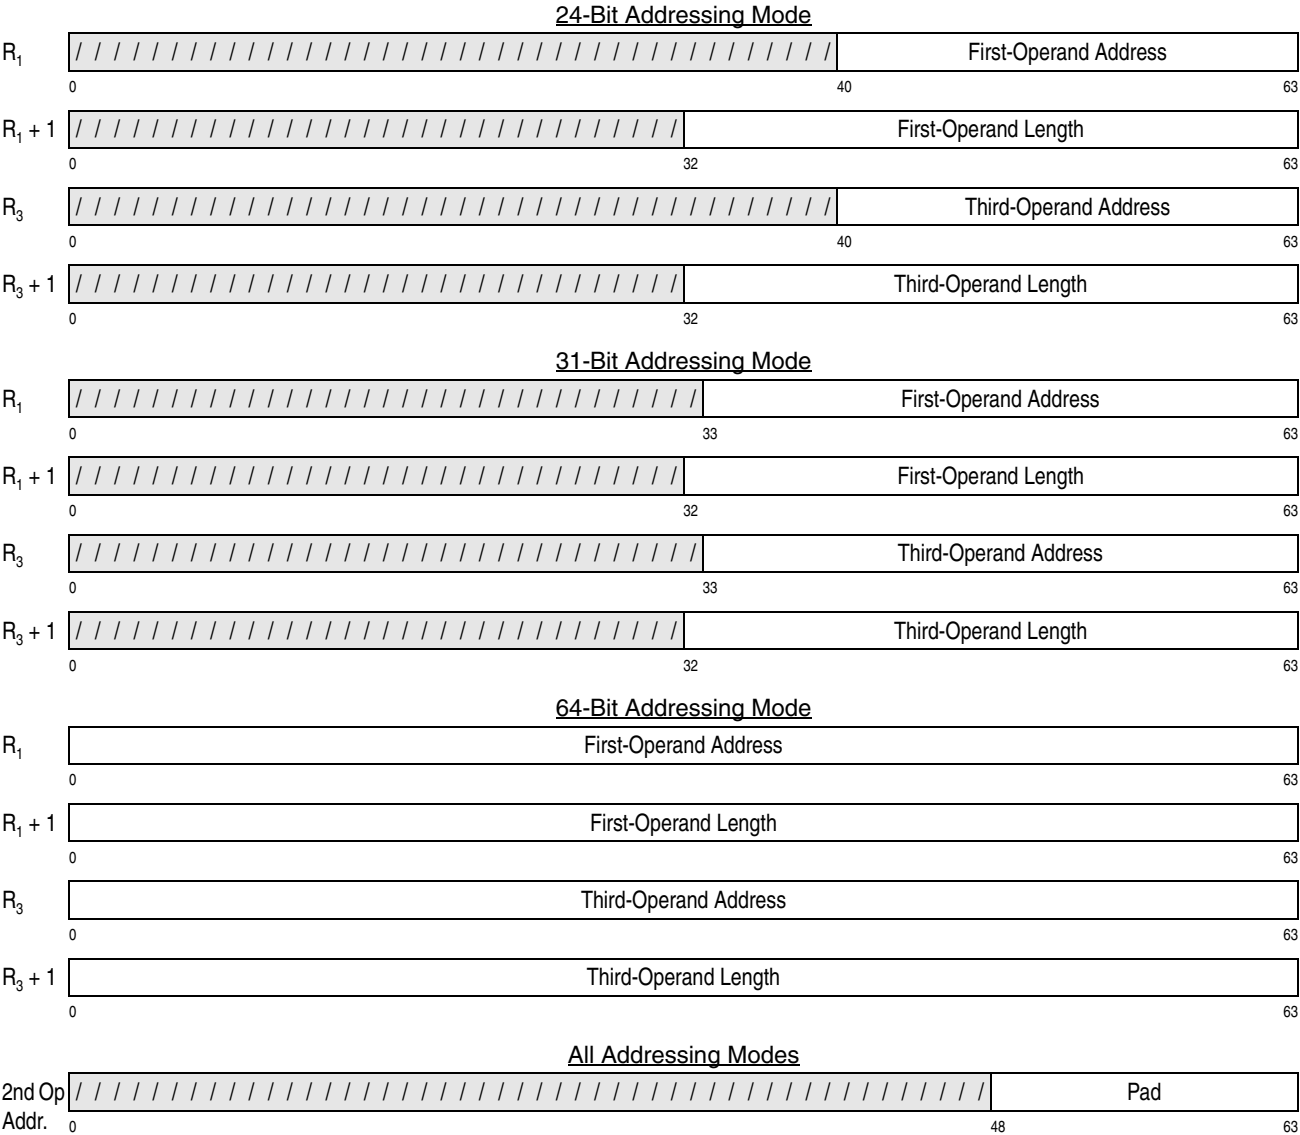 24-Bit Addressing Mode
R₁ / / / / / / / / / / / / / / / / / / / / / / / / / / / / / / / / / / / / / / / / First-Operand Address
0 40 63
R₁ + 1 / / / / / / / / / / / / / / / / / / / / / / / / / / / / / / / / First-Operand Length
0 32 63
R₃ / / / / / / / / / / / / / / / / / / / / / / / / / / / / / / / / / / / / / / / / Third-Operand Address
0 40 63
R₃ + 1 / / / / / / / / / / / / / / / / / / / / / / / / / / / / / / / / Third-Operand Length
0 32 63
31-Bit Addressing Mode
R₁ / / / / / / / / / / / / / / / / / / / / / / / / / / / / / / / / / First-Operand Address
0 33 63
R₁ + 1 / / / / / / / / / / / / / / / / / / / / / / / / / / / / / / / / First-Operand Length
0 32 63
R₃ / / / / / / / / / / / / / / / / / / / / / / / / / / / / / / / / / Third-Operand Address
0 33 63
R₃ + 1 / / / / / / / / / / / / / / / / / / / / / / / / / / / / / / / / Third-Operand Length
0 32 63
64-Bit Addressing Mode
R₁ First-Operand Address
0 63
R₁ + 1 First-Operand Length
0 63
R₃ Third-Operand Address
0 63
R₃ + 1 Third-Operand Length
0 63
All Addressing Modes
2nd Op / / / / / / / / / / / / / / / / / / / / / / / / / / / / / / / / / / / / / / / / / / / / / / / / Pad
Addr. 0 48 63